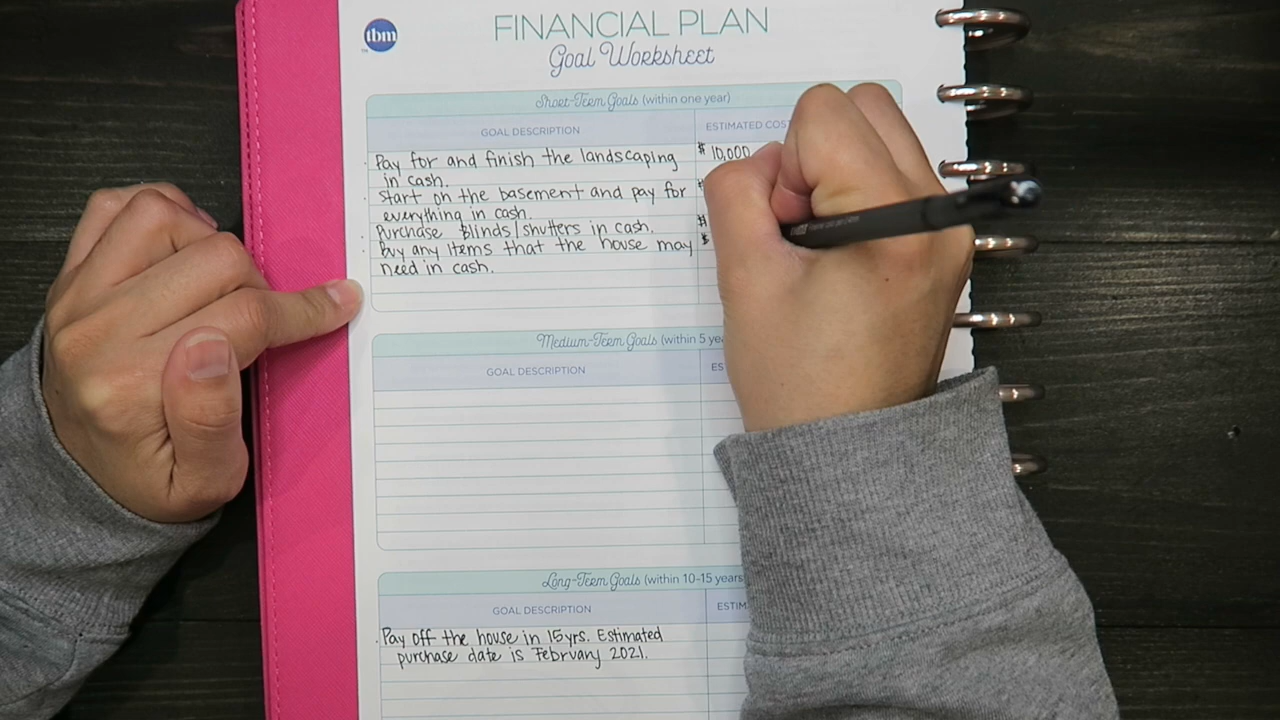 tbm
FINANCIAL PLAN
Goal Worksheet
Short-Term Goals (within one year)
GOAL DESCRIPTION
ESTIMATED COST
Pay for and finish the landscaping
$ 10,000
in cash.
Start on the basement and pay for
$
everything in cash.
Purchase blinds/shutters in cash.
$
Buy any items that the house may
$
need in cash.
Medium-Term Goals (within 5
GOAL DESCRIPTION
Long-Term Goals (within 10-15 years
GOAL DESCRIPTION
Pay off the house in 15yrs. Estimated
purchase date is February 2021.